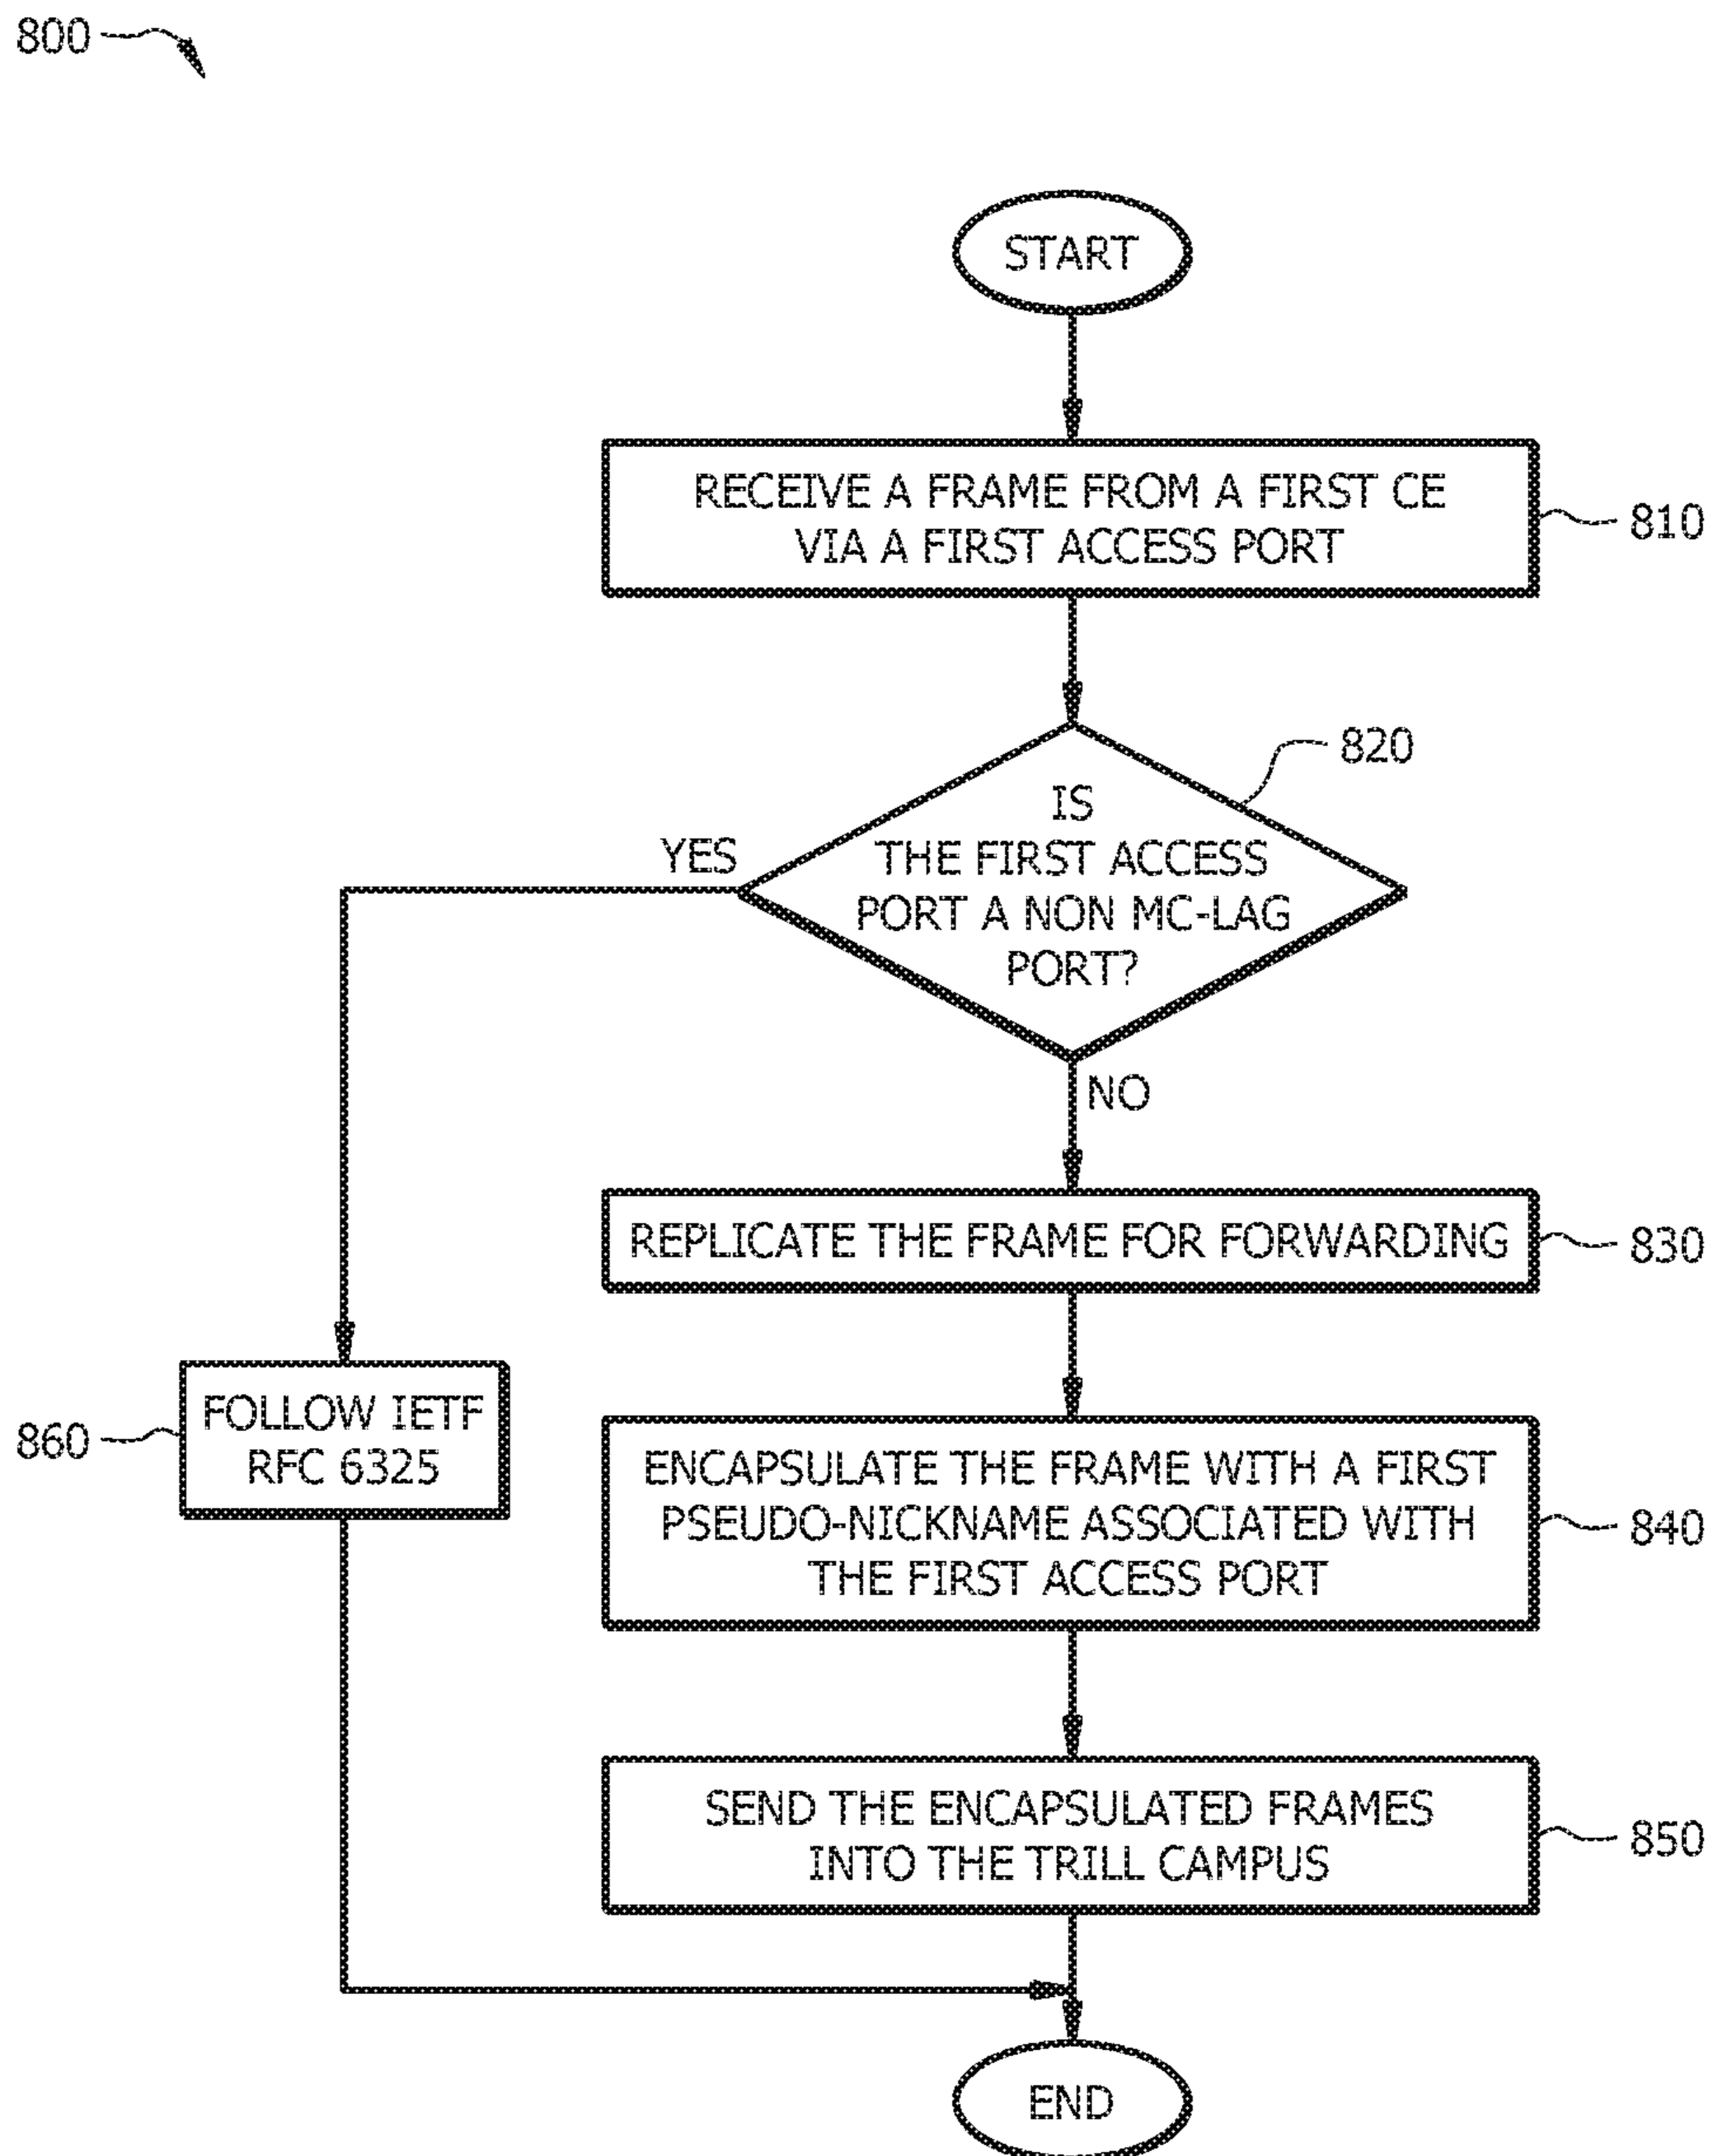 800
START
RECEIVE A FRAME FROM A FIRST CE
VIA A FIRST ACCESS PORT
810
820
IS
THE FIRST ACCESS
PORT A NON MC-LAG
PORT?
YES
NO
REPLICATE THE FRAME FOR FORWARDING
830
FOLLOW IETF
RFC 6325
860
ENCAPSULATE THE FRAME WITH A FIRST
PSEUDO-NICKNAME ASSOCIATED WITH
THE FIRST ACCESS PORT
840
SEND THE ENCAPSULATED FRAMES
INTO THE TRILL CAMPUS
850
END